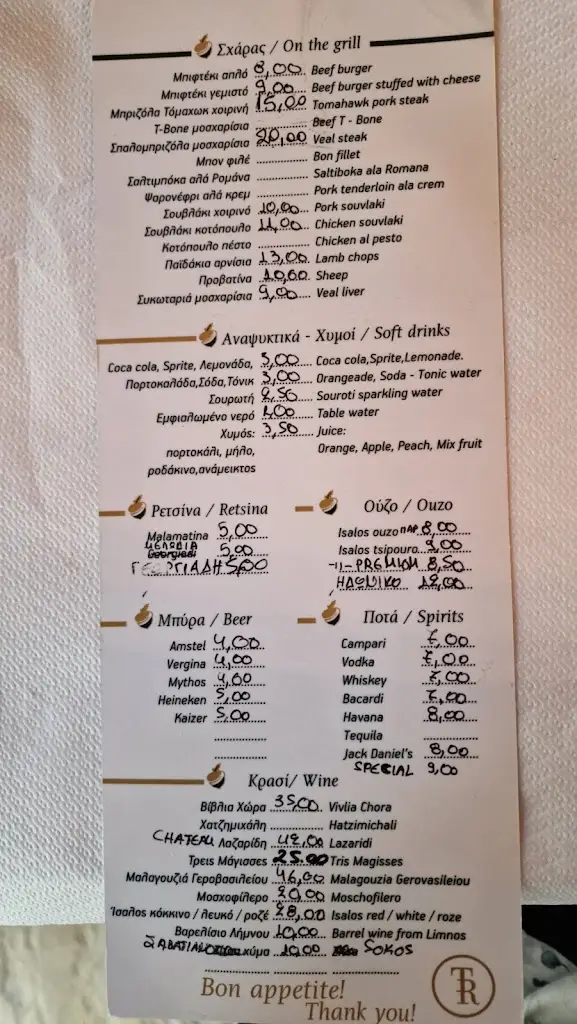 Σχάρας / On the grill
Μπιφτέκι απλό 8,00 Beef burger
Μπιφτέκι γεμιστό 9,00 Beef burger stuffed with cheese
Μπριζόλα Τόμαχωκ χοιρινή 15,00 Tomahawk pork steak
T-Bone μοσχαρίσια ............ Beef T - Bone
Σπαλομπριζόλα μοσχαρίσια 20,00 Veal steak
Μπον φιλέ ............ Bon fillet
Σαλτιμπόκα αλά Ρομάνα ............ Saltiboka ala Romana
Ψαρονέφρι αλά κρεμ ............ Pork tenderloin ala crem
Σουβλάκι χοιρινό 10,00 Pork souvlaki
Σουβλάκι κοτόπουλο 11,00 Chicken souvlaki
Κοτόπουλο πέστο ............ Chicken al pesto
Παϊδάκια αρνίσια 13,00 Lamb chops
Προβατίνα 10,00 Sheep
Συκωταριά μοσχαρίσια 9,00 Veal liver
Αναψυκτικά - Χυμοί / Soft drinks
Coca cola, Sprite, Λεμονάδα, 3,00 Coca cola,Sprite,Lemonade.
Πορτοκαλάδα,Σόδα,Τόνικ 3,00 Orangeade, Soda - Tonic water
Σουρωτή 2,50 Souroti sparkling water
Εμφιαλωμένο νερό Table water
Χυμός: 3,50 Juice:
πορτοκάλι, μήλο, Orange, Apple, Peach, Mix fruit
ροδάκινο,ανάμεικτος
Ρετσίνα / Retsina
Malamatina 5,00
5,00
5,00
Ούζο / Ouzo
Isalos ouzo 8,00
Isalos tsipouro 9,00
-11- PREMIUM 8,50
12,00
Μπύρα / Beer
Amstel 4,00
Vergina 4,00
Mythos 4,00
Heineken 5,00
Kaizer 5,00
Ποτά / Spirits
Campari 7,00
Vodka 7,00
Whiskey 7,00
Bacardi 7,00
Havana 8,00
Tequila ............
Jack Daniel's 8,00
SPECIAL 9,00
Κρασί/ Wine
Βίβλια Χώρα 35,00 Vivlia Chora
Χατζημιχάλη ............ Hatzimichali
CHATEAU Λαζαρίδη 42,00 Lazaridi
Τρεις Μάγισσες 25.00 Tris Magisses
Μαλαγουζιά Γεροβασιλείου 46,00 Malagouzia Gerovasileiou
Μοσχοφίλερο 20,00 Moschofilero
Ίσαλος κόκκινο / λευκό / ροζέ 28,00 Isalos red / white / roze
Βαρελίσιο Λήμνου 10,00 Barrel wine from Limnos
χύμα 10,00 SOKOS
Bon appetite!
Thank you!
TR